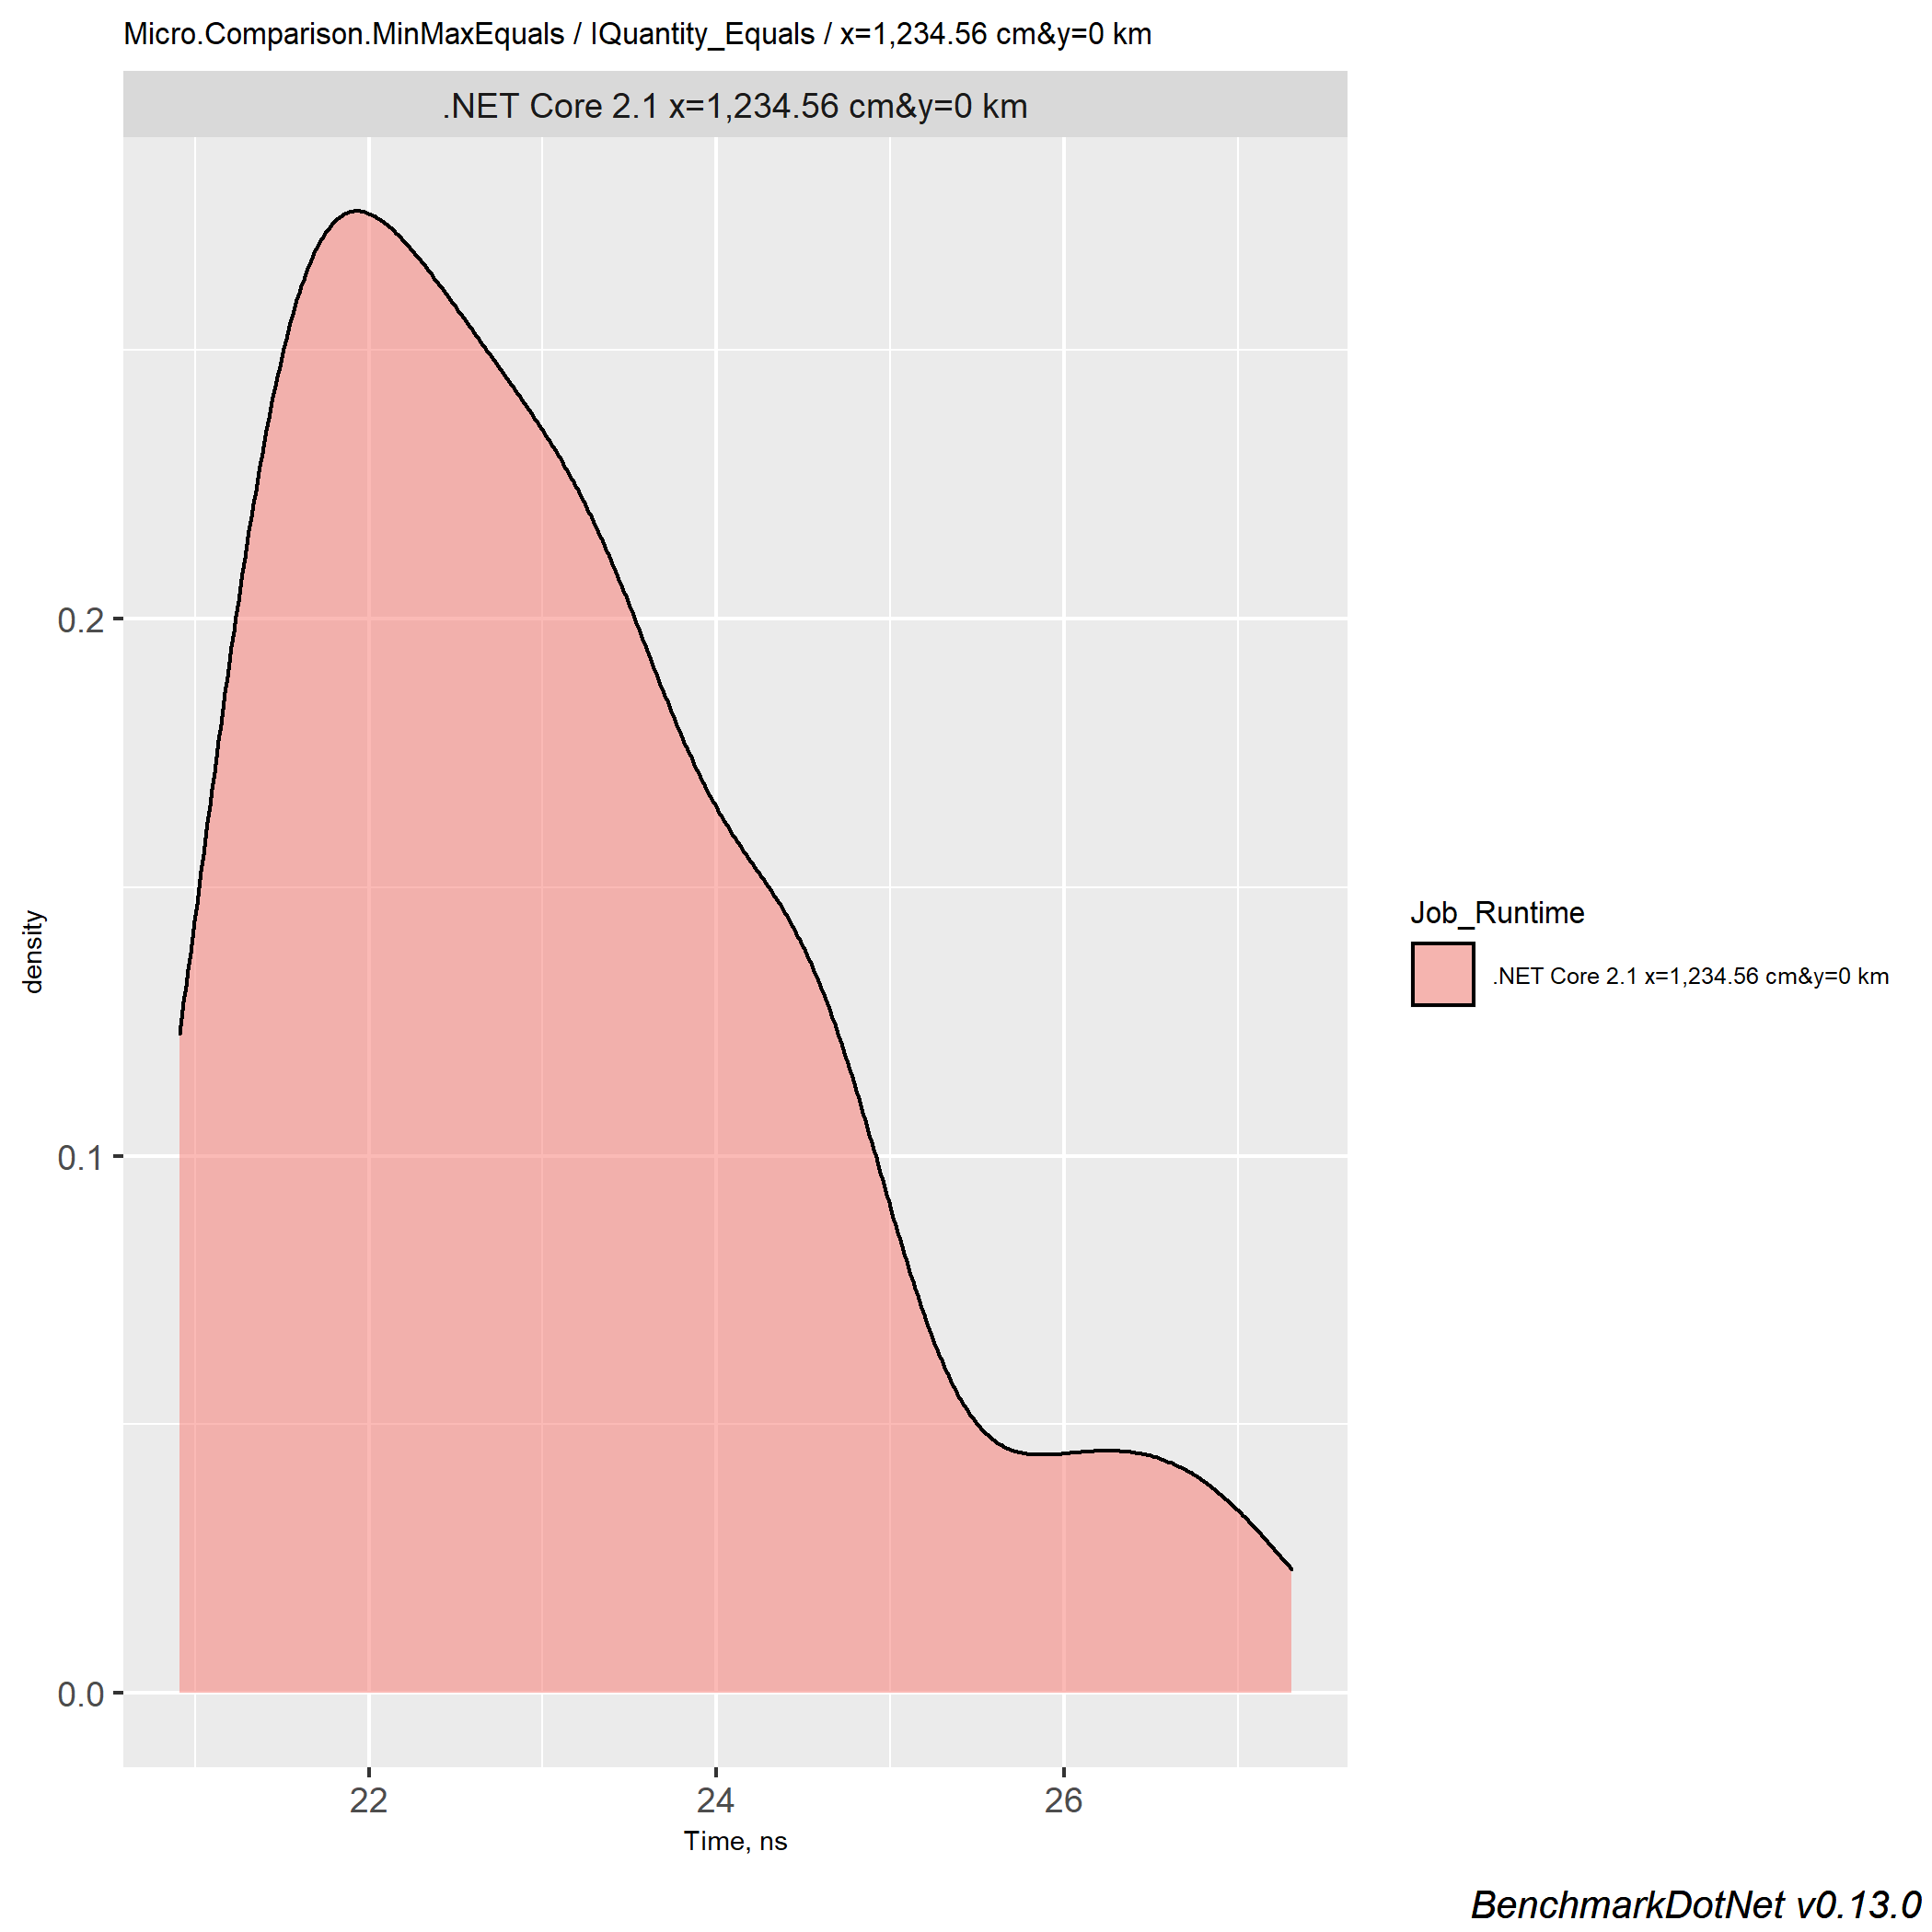 Micro.Comparison.MinMaxEquals / IQuantity_Equals / x=1,234.56 cm&y=0 km
.NET Core 2.1 x=1,234.56 cm&y=0 km
0.2
0.1
0.0
density
22 24 26
Time, ns
Job_Runtime
.NET Core 2.1 x=1,234.56 cm&y=0 km
BenchmarkDotNet v0.13.0